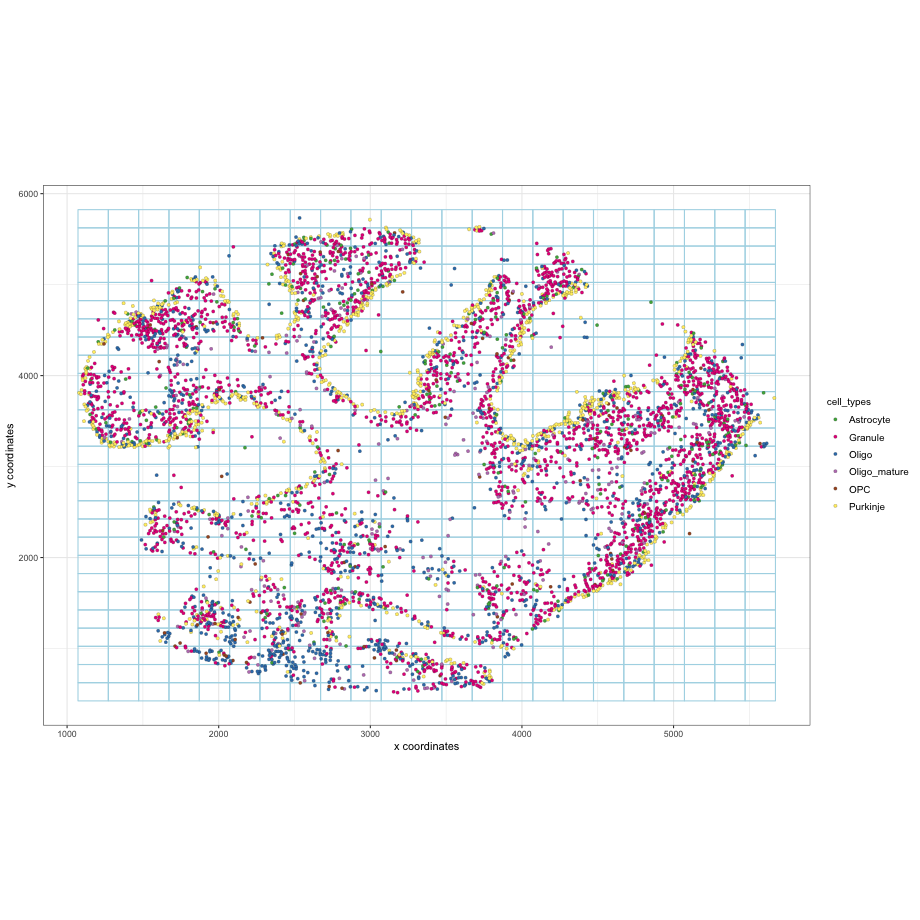 6000
4000
2000
y coordinates
1000
2000
3000
4000
5000
x coordinates
cell_types
Astrocyte
Granule
Oligo
Oligo_mature
OPC
Purkinje